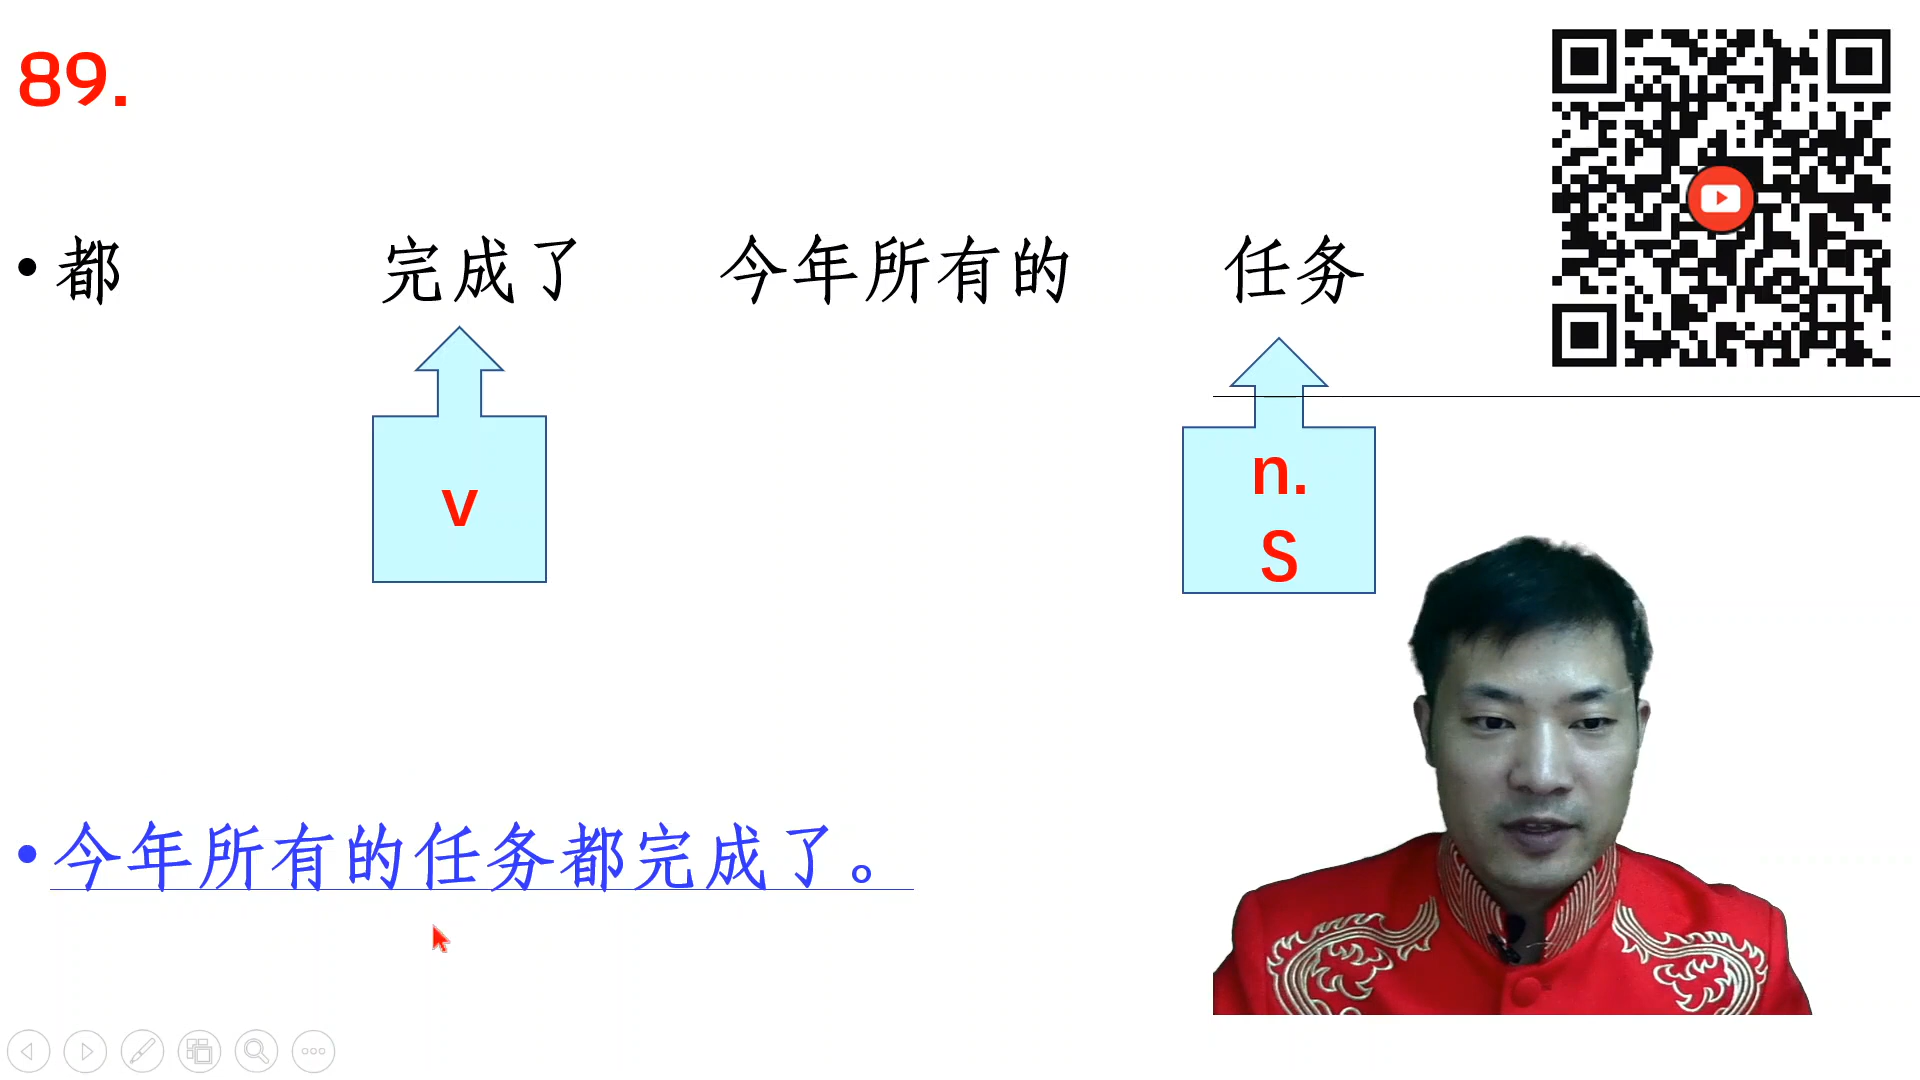 89.
• 都 完成了 今年所有的 任务
v
n.
S
• 今年所有的任务都完成了。